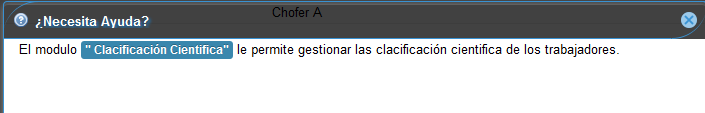 Chofer A
¿Necesita Ayuda?
El modulo " Clacificación Cientifica" le permite gestionar las clacificación cientifica de los trabajadores.